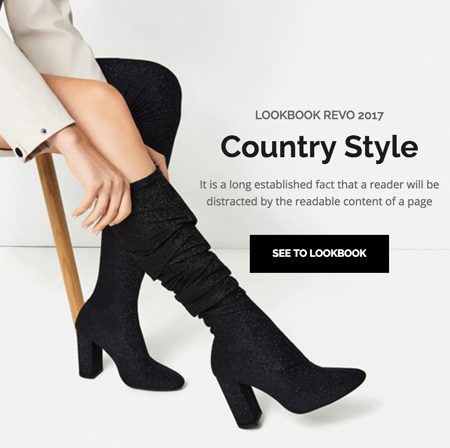 LOOKBOOK REVO 2017
Country Style
It is a long established fact that a reader will be
distracted by the readable content of a page
SEE TO LOOKBOOK